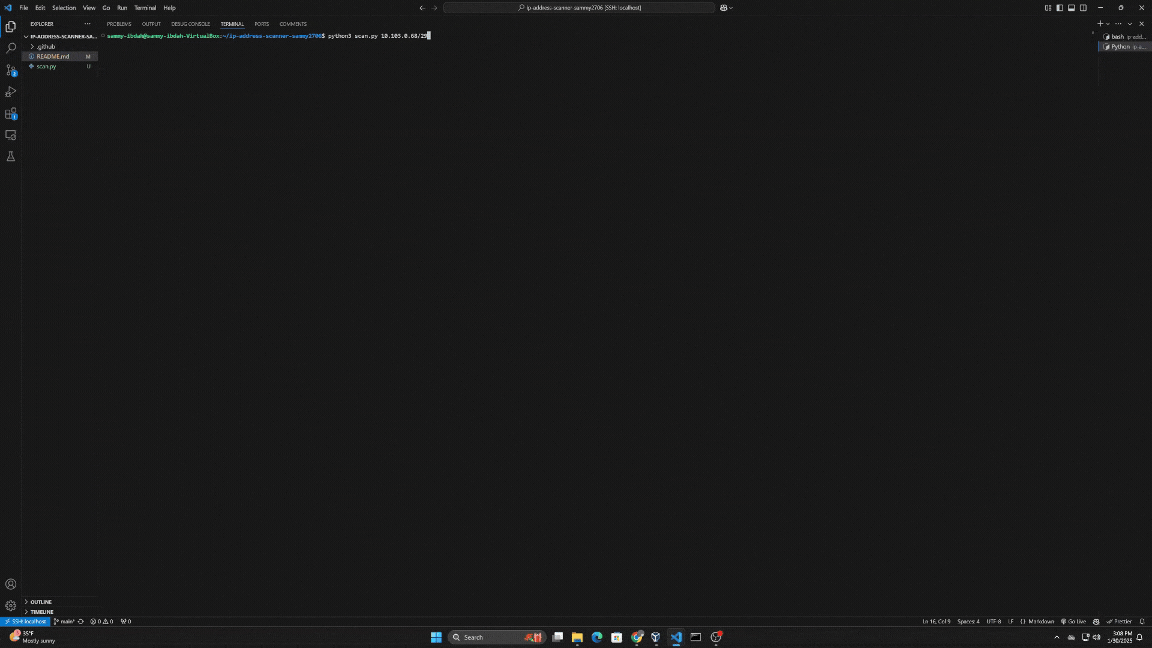 File Edit Selection View Go Run Terminal Help
ip-address-scanner-sammy2706 [SSH: localhost]
EXPLORER
PROBLEMS OUTPUT DEBUG CONSOLE TERMINAL PORTS COMMENTS
IP-ADDRESS-SCANNER-SA...
sammy-ibdah@sammy-ibdah-VirtualBox:~/ip-address-scanner-sammy2706$ python3 scan.py 10.103.0.68/29
bash ip-add...
.github
Python ip-a...
README.md M
scan.py U
OUTLINE
TIMELINE
SSH: localhost main* 0 0 0
Ln 16, Col 9 Spaces: 4 UTF-8 LF {} Markdown Go Live Prettier
35°F
Mostly sunny
Search
3:08 PM
1/30/2025